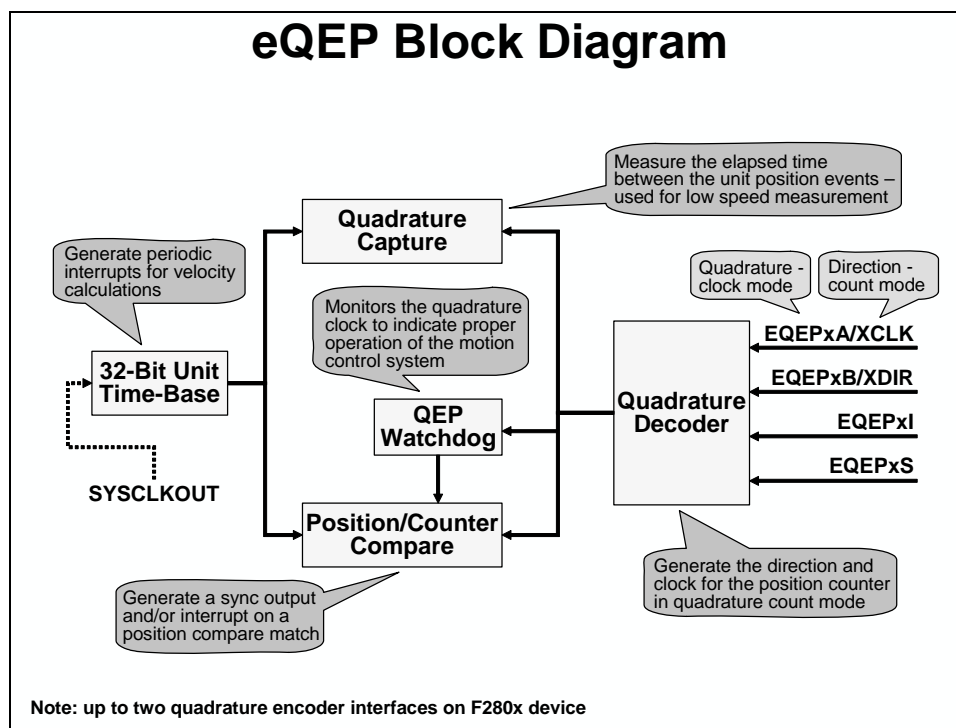 eQEP Block Diagram
Measure the elapsed time
between the unit position events –
used for low speed measurement
Quadrature
Capture
Generate periodic
interrupts for velocity
calculations
Quadrature -
clock mode
Direction -
count mode
Monitors the quadrature
clock to indicate proper
operation of the motion
control system
EQEPxA/XCLK
32-Bit Unit
Time-Base
EQEPxB/XDIR
Quadrature
Decoder
QEP
Watchdog
EQEPxI
EQEPxS
SYSCLKOUT
Position/Counter
Compare
Generate the direction and
clock for the position counter
in quadrature count mode
Generate a sync output
and/or interrupt on a
position compare match
Note: up to two quadrature encoder interfaces on F280x device